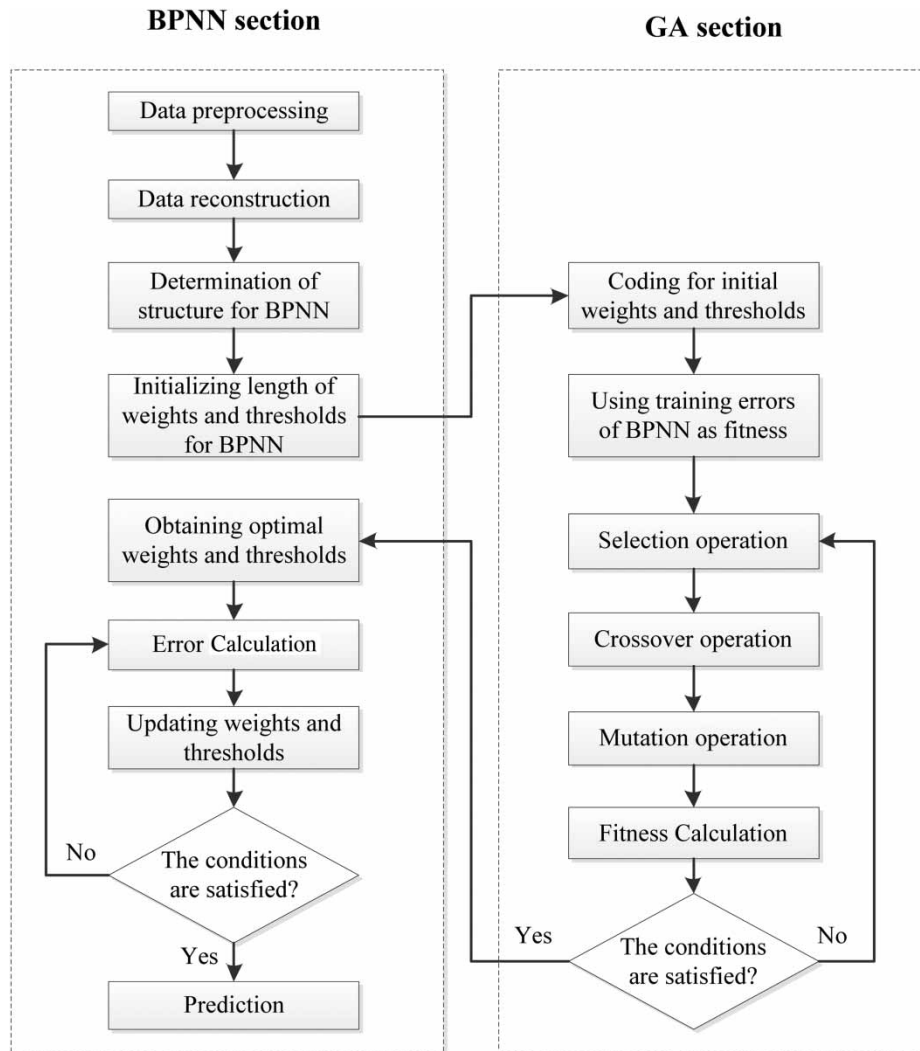 BPNN section
Data preprocessing
Data reconstruction
Determination of
structure for BPNN
Initializing length of
weights and thresholds
for BPNN
Obtaining optimal
weights and thresholds
Error Calculation
Updating weights and
thresholds
No
The conditions
are satisfied?
Yes
Prediction
GA section
Coding for initial
weights and thresholds
Using training errors
of BPNN as fitness
Selection operation
Crossover operation
Mutation operation
Fitness Calculation
Yes
No
The conditions
are satisfied?